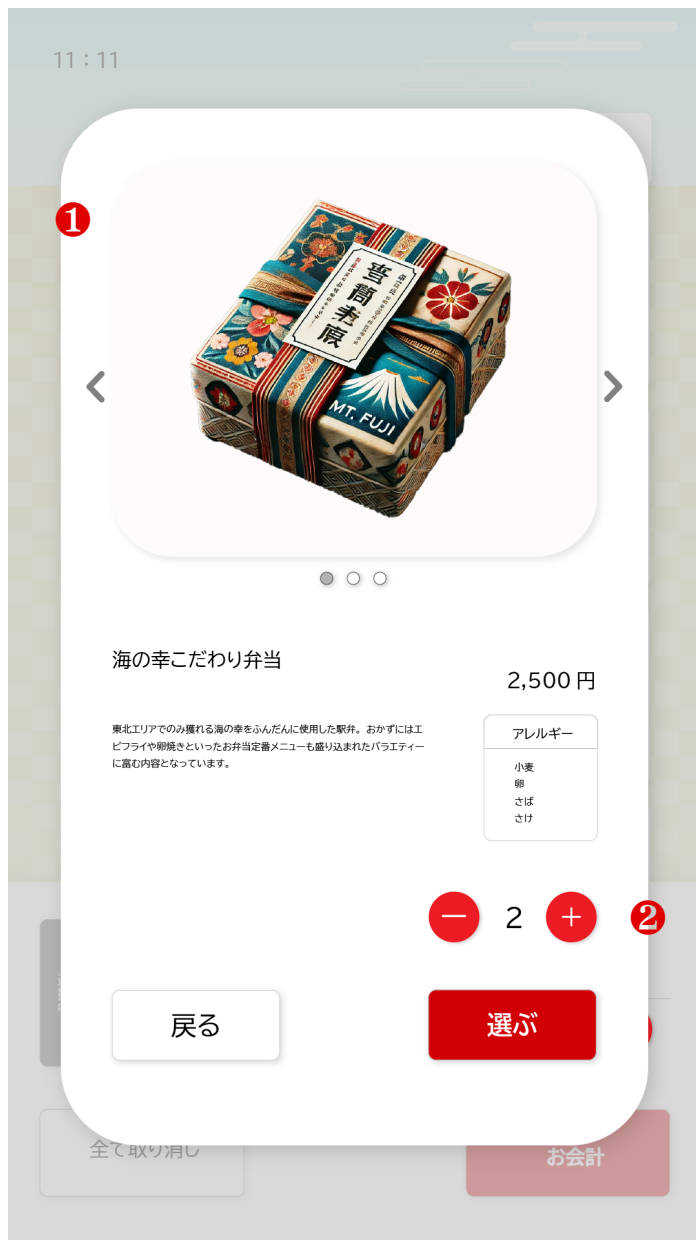 11：11
❶
MT. FUJI
海の幸こだわり弁当
2,500 円
東北エリアでのみ獲れる海の幸をふんだんに使用した駅弁。おかずにはエ
ビフライや卵焼きといったお弁当定番メニューも盛り込まれたバラエティー
に富む内容となっています。
アレルギー
小麦
卵
さば
さけ
－ 2 ＋
❷
戻る
選ぶ
全て取り消し
お会計